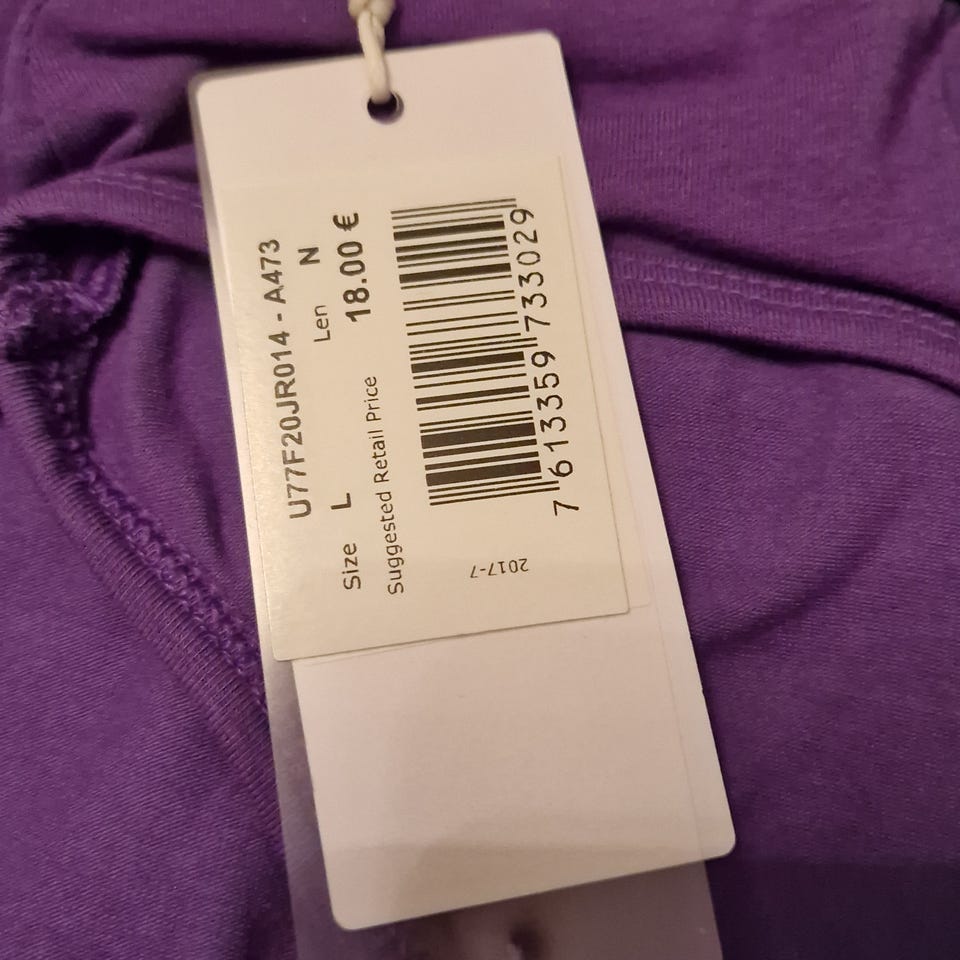 U77F20JR014 - A473
Size L Len N
Suggested Retail Price 18.00 €
7 613359 733029
2017-7